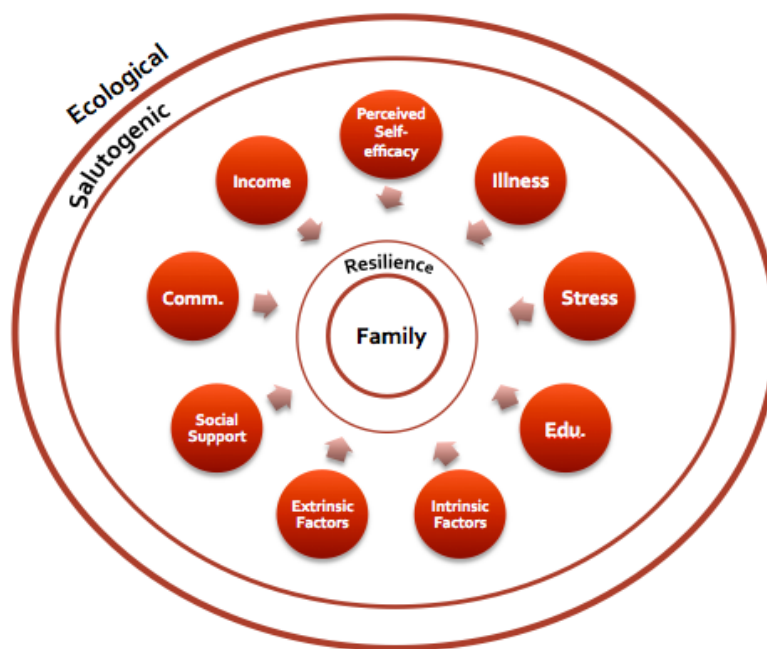 Ecological
Salutogenic
Perceived
Self-
efficacy
Illness
Stress
Edu.
Intrinsic
Factors
Extrinsic
Factors
Social
Support
Comm.
Income
Resilience
Family